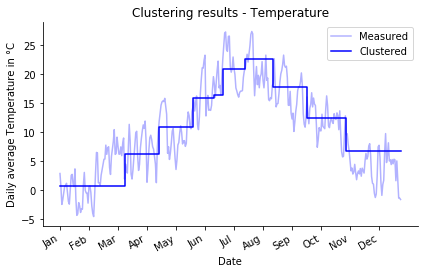 Clustering results - Temperature
Measured
Clustered
Daily average Temperature in °C
25
20
15
10
5
0
−5
Jan Feb Mar Apr May Jun Jul Aug Sep Oct Nov Dec
Date